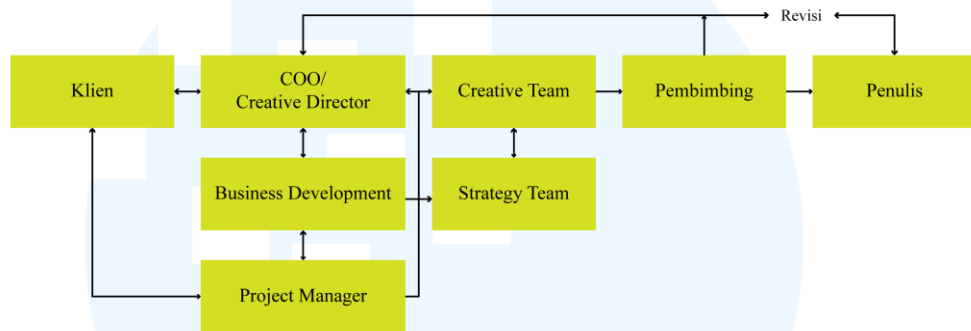 Revisi
Klien
COO/
Creative Director
Creative Team
Pembimbing
Penulis
Business Development
Strategy Team
Project Manager